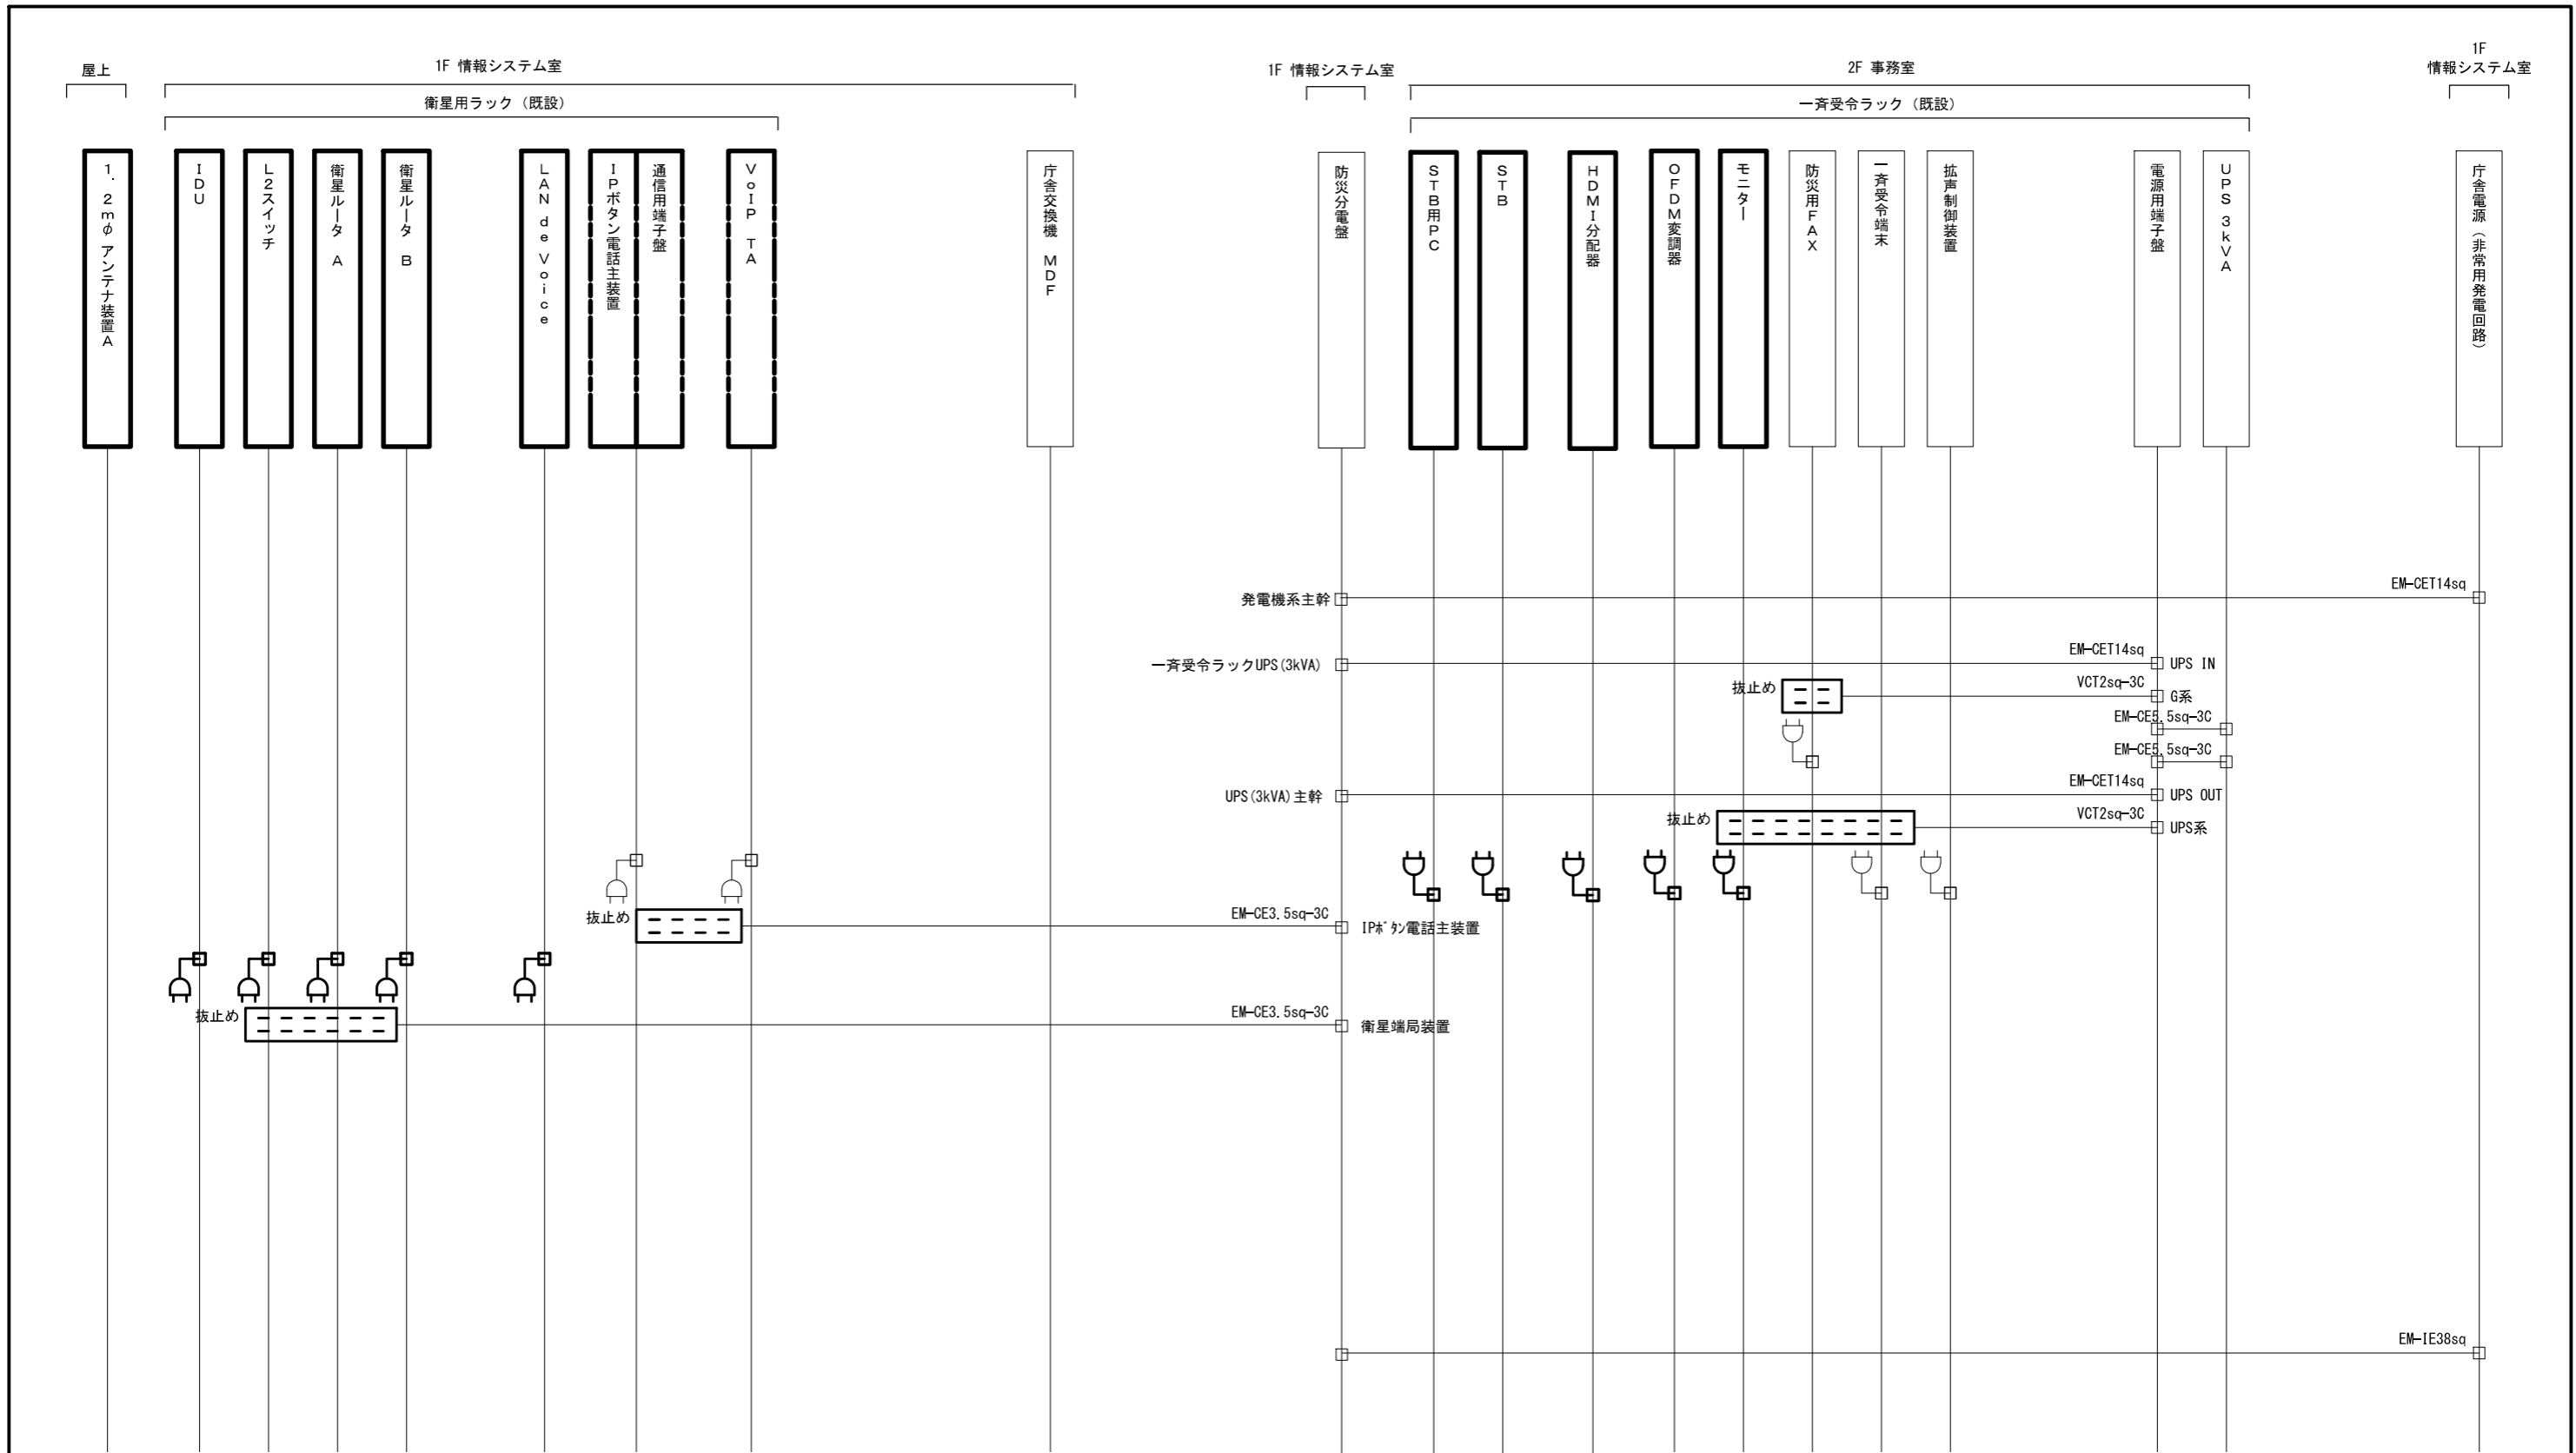 屋上
1F 情報システム室
1F 情報システム室
2F 事務室
1F
情報システム室
衛星用ラック（既設）
一斉受令ラック（既設）
１．２ｍφ アンテナ装置Ａ
ＩＤＵ
Ｌ２スイッチ
衛星ルータ　Ａ
衛星ルータ　Ｂ
ＬＡＮ ｄｅ Ｖｏｉｃｅ
ＩＰボタン電話主装置
通信用端子盤
ＶｏＩＰ　ＴＡ
庁舎交換機　ＭＤＦ
防災分電盤
ＳＴＢ用ＰＣ
ＳＴＢ
ＨＤＭＩ分配器
ＯＦＤＭ変調器
モニター
防災用ＦＡＸ
一斉受令端末
拡声制御装置
電源用端子盤
ＵＰＳ ３ｋＶＡ
庁舎電源（非常用発電回路）
EM-CET14sq
発電機系主幹
EM-CET14sq
一斉受令ラックUPS(3kVA)
UPS IN
VCT2sq-3C
抜止め
G系
EM-CE5.5sq-3C
EM-CE5.5sq-3C
EM-CET14sq
UPS(3kVA)主幹
UPS OUT
VCT2sq-3C
抜止め
UPS系
EM-CE3.5sq-3C
抜止め
IPﾎﾞﾀﾝ電話主装置
EM-CE3.5sq-3C
抜止め
衛星端局装置
EM-IE38sq